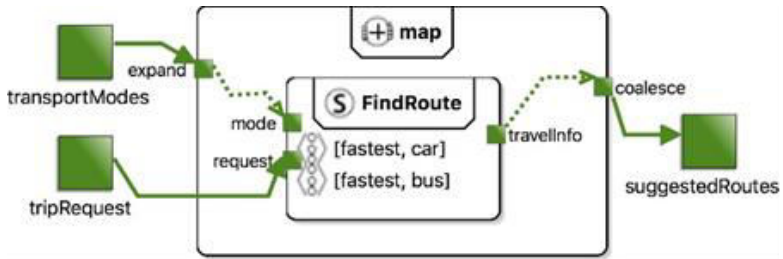 map
expand
transportModes
S FindRoute
coalesce
mode
travelInfo
request
[fastest, car]
[fastest, bus]
tripRequest
suggestedRoutes